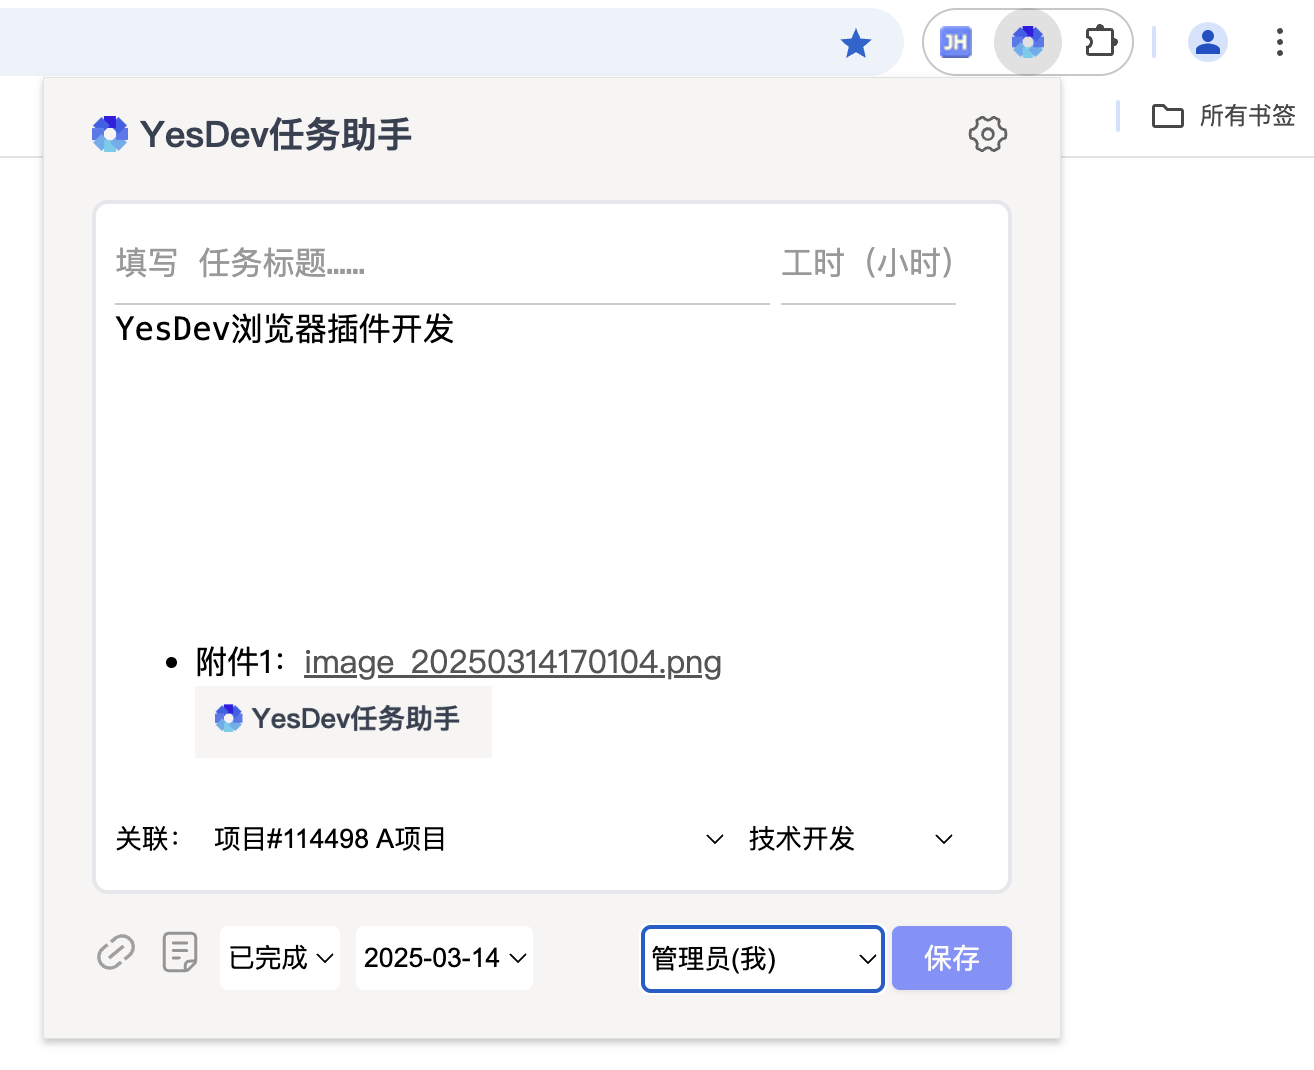 JH
所有书签
YesDev任务助手
填写 任务标题…… 工时（小时）
YesDev浏览器插件开发
附件1：image_20250314170104.png
YesDev任务助手
关联： 项目#114498 A项目 技术开发
已完成 2025-03-14 管理员(我) 保存